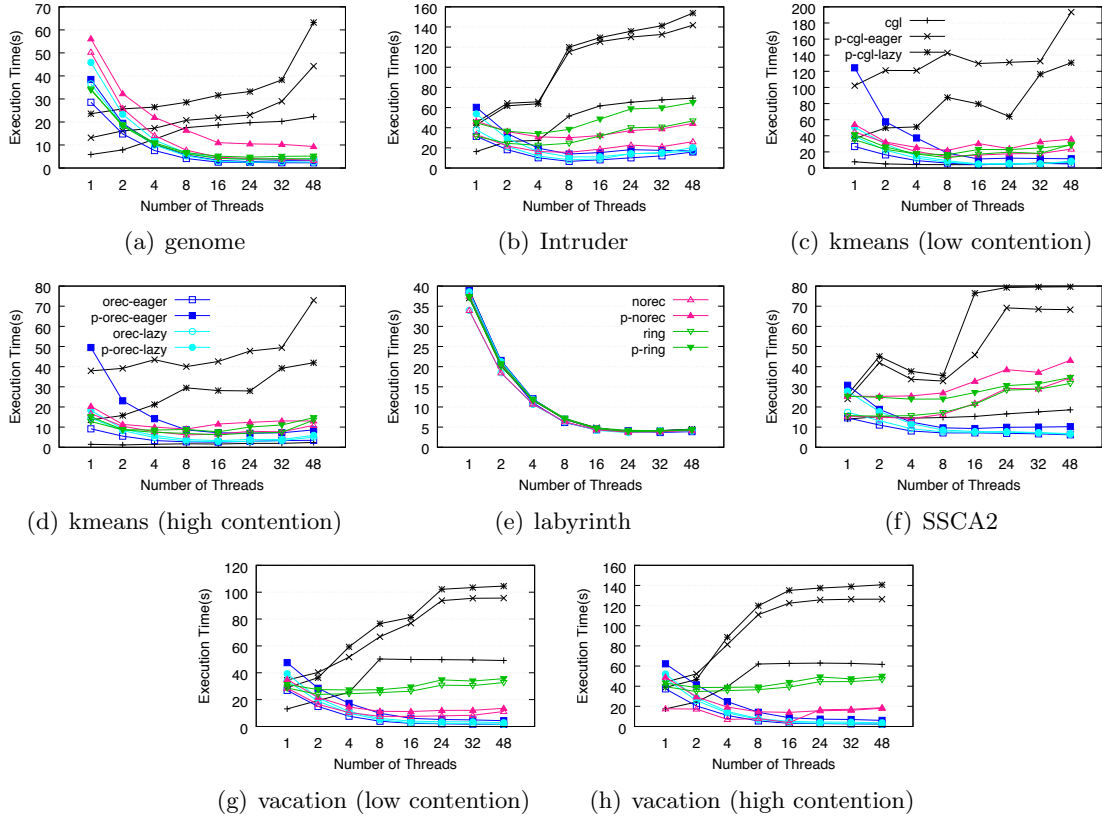 70
60
50
40
30
20
10
0
Execution Time(s)
1 2 4 8 16 24 32 48
Number of Threads
(a) genome
160
140
120
100
80
60
40
20
0
Execution Time(s)
1 2 4 8 16 24 32 48
Number of Threads
(b) Intruder
200
180
160
140
120
100
80
60
40
20
0
Execution Time(s)
cgl
p-cgl-eager
p-cgl-lazy
1 2 4 8 16 24 32 48
Number of Threads
(c) kmeans (low contention)
80
70
60
50
40
30
20
10
0
Execution Time(s)
orec-eager
p-orec-eager
orec-lazy
p-orec-lazy
1 2 4 8 16 24 32 48
Number of Threads
(d) kmeans (high contention)
40
35
30
25
20
15
10
5
0
Execution Time(s)
norec
p-norec
ring
p-ring
1 2 4 8 16 24 32 48
Number of Threads
(e) labyrinth
80
70
60
50
40
30
20
10
0
Execution Time(s)
1 2 4 8 16 24 32 48
Number of Threads
(f) SSCA2
120
100
80
60
40
20
0
Execution Time(s)
1 2 4 8 16 24 32 48
Number of Threads
(g) vacation (low contention)
160
140
120
100
80
60
40
20
0
Execution Time(s)
1 2 4 8 16 24 32 48
Number of Threads
(h) vacation (high contention)